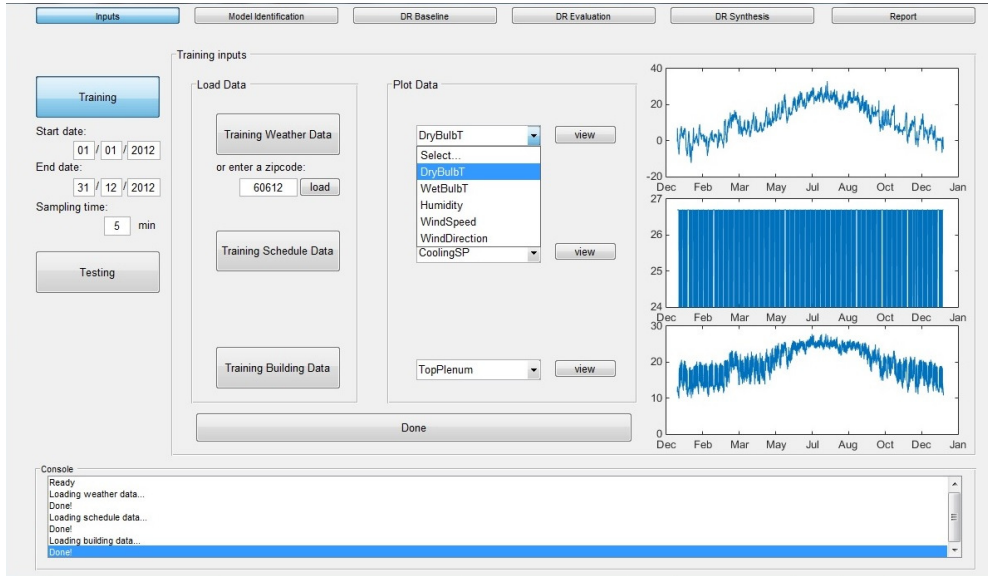 Inputs
Model Identification
DR Baseline
DR Evaluation
DR Synthesis
Report
Training
Start date:
01 / 01 / 2012
End date:
31 / 12 / 2012
Sampling time:
5 min
Testing
Training inputs
Load Data
Training Weather Data
or enter a zipcode:
60612 load
Training Schedule Data
Training Building Data
Plot Data
DryBulbT view
Select...
DryBulbT
WetBulbT
Humidity
WindSpeed
WindDirection
CoolingSP view
TopPlenum view
Done
40
20
0
-20
Dec Feb Mar May Jul Aug Oct Dec Jan
27
26
25
24
Dec Feb Mar May Jul Aug Oct Dec Jan
30
20
10
0
Dec Feb Mar May Jul Aug Oct Dec Jan
Console
Ready
Loading weather data...
Done!
Loading schedule data...
Done!
Loading building data...
Done!